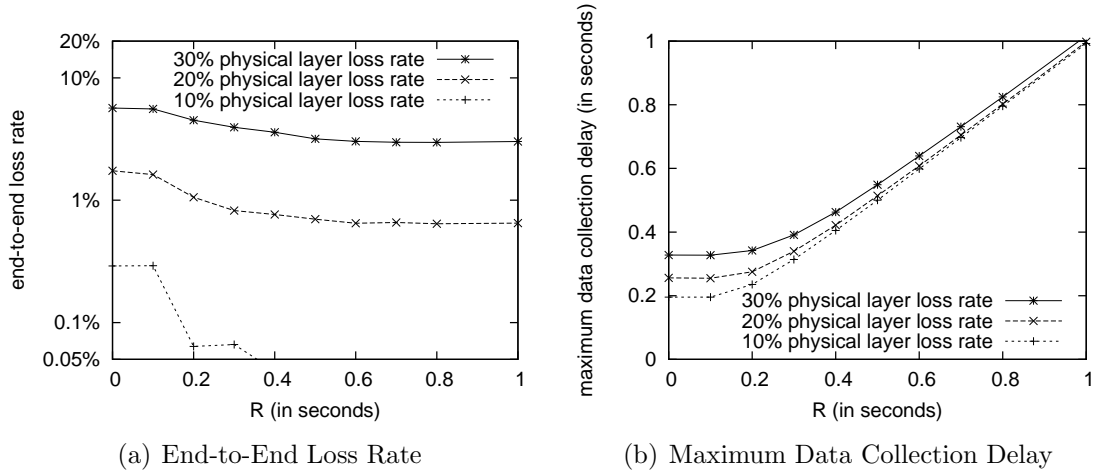 20%
10%
1%
0.1%
0.05%
end-to-end loss rate
30% physical layer loss rate
20% physical layer loss rate
10% physical layer loss rate
0 0.2 0.4 0.6 0.8 1
R (in seconds)
(a) End-to-End Loss Rate
1
0.8
0.6
0.4
0.2
0
maximum data collection delay (in seconds)
30% physical layer loss rate
20% physical layer loss rate
10% physical layer loss rate
0 0.2 0.4 0.6 0.8 1
R (in seconds)
(b) Maximum Data Collection Delay